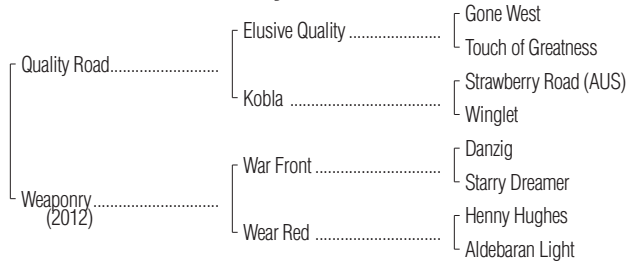 Gone West
Elusive Quality ....................
Touch of Greatness
Quality Road........................
Strawberry Road (AUS)
Kobla .................................
Winglet
Danzig
War Front ...........................
Starry Dreamer
Weaponry...........................
(2012)
Henny Hughes
Wear Red ...........................
Aldebaran Light